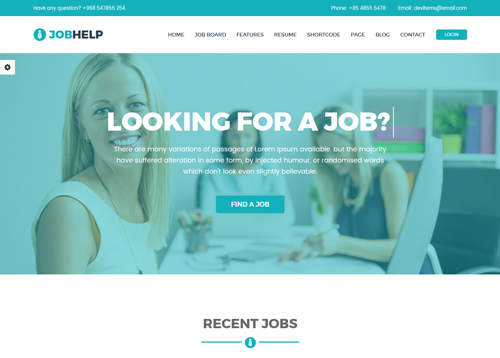 Have any question? +968 547856 254
Phone: +85 4856 5478
Email: devitems@email.com
JOBHELP
HOME
JOB BOARD
FEATURES
RESUME
SHORTCODE
PAGE
BLOG
CONTACT
LOGIN
LOOKING FOR A JOB?
There are many variations of passages of Lorem Ipsum available, but the majority
have suffered alteration in some form, by injected humour, or randomised words
which don't look even slightly believable.
FIND A JOB
RECENT JOBS